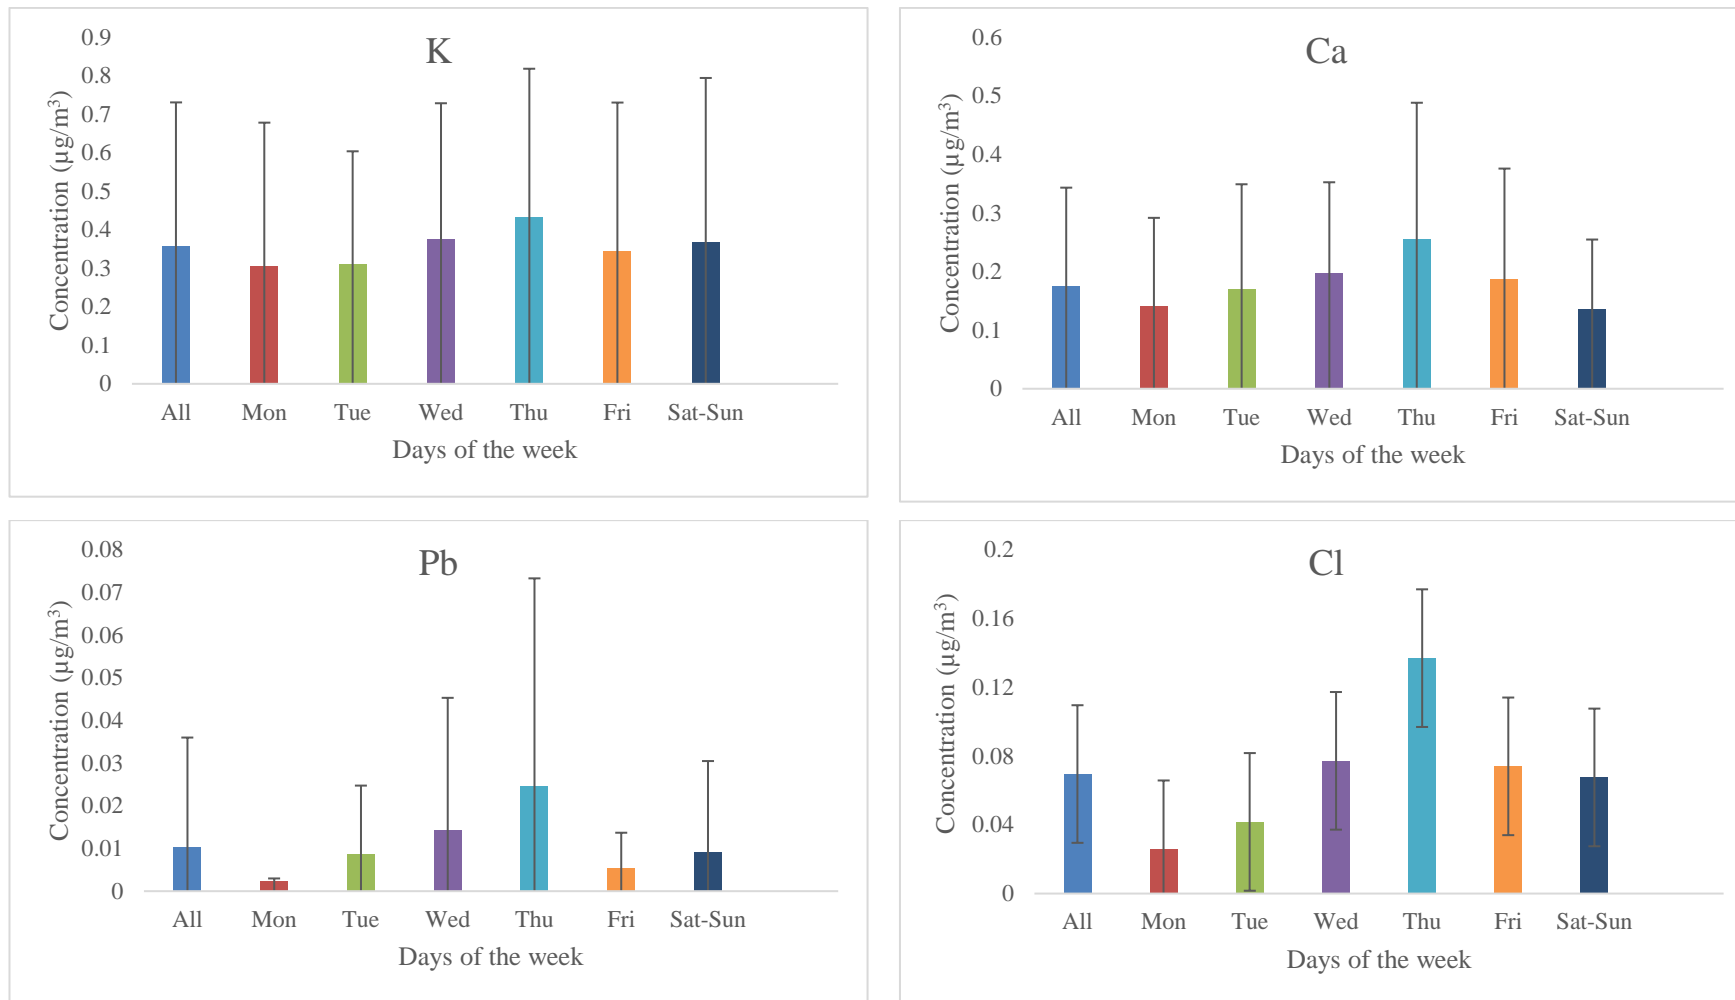 K
0.9
0.8
0.7
0.6
0.5
0.4
0.3
0.2
0.1
0
Concentration (µg/m³)
All Mon Tue Wed Thu Fri Sat-Sun
Days of the week
Ca
0.6
0.5
0.4
0.3
0.2
0.1
0
Concentration (µg/m³)
All Mon Tue Wed Thu Fri Sat-Sun
Days of the week
Pb
0.08
0.07
0.06
0.05
0.04
0.03
0.02
0.01
0
Concentration (µg/m³)
All Mon Tue Wed Thu Fri Sat-Sun
Days of the week
Cl
0.2
0.16
0.12
0.08
0.04
0
Concentration (µg/m³)
All Mon Tue Wed Thu Fri Sat-Sun
Days of the week